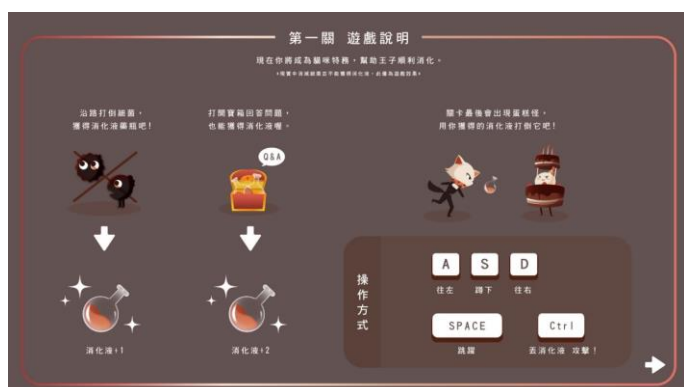 第一關 遊戲說明
現在你將成為貓咪特務，幫助王子順利消化。
沿路打倒細菌，
獲得消化液藥瓶吧!
打開寶箱回答問題，
也能獲得消化液喔。
關卡最後會出現蛋糕怪，
用你獲得的消化液打倒它吧!
Q&A
消化液+1
消化液+2
操作方式
A
S
D
往左
蹲下
往右
SPACE
Ctrl
跳躍
丟消化液 攻擊!